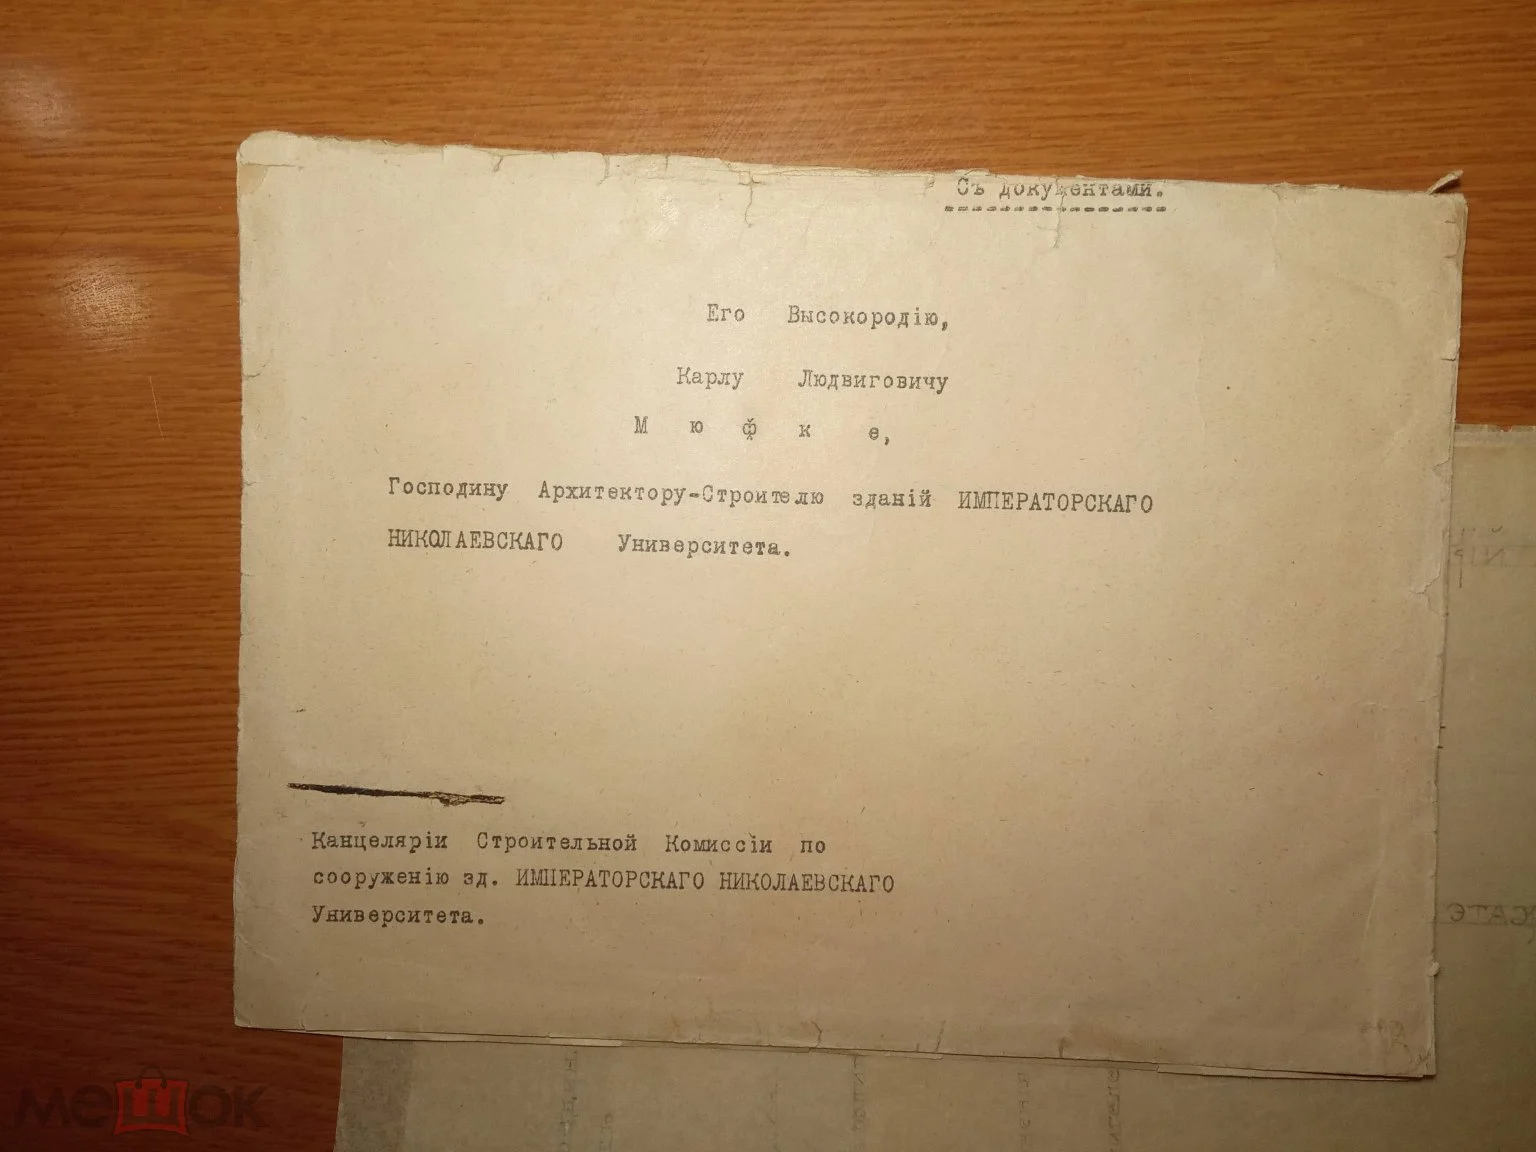 Съ документами.
Его Высокородію,
Карлу Людвиговичу
Мюфке,
Господину Архитектору-Строителю зданій ИМПЕРАТОРСКАГО
НИКОЛАЕВСКАГО Университета.
Канцеляріи Строительной Комиссіи по
сооруженію зд. ИМПЕРАТОРСКАГО НИКОЛАЕВСКАГО
Университета.
мешок